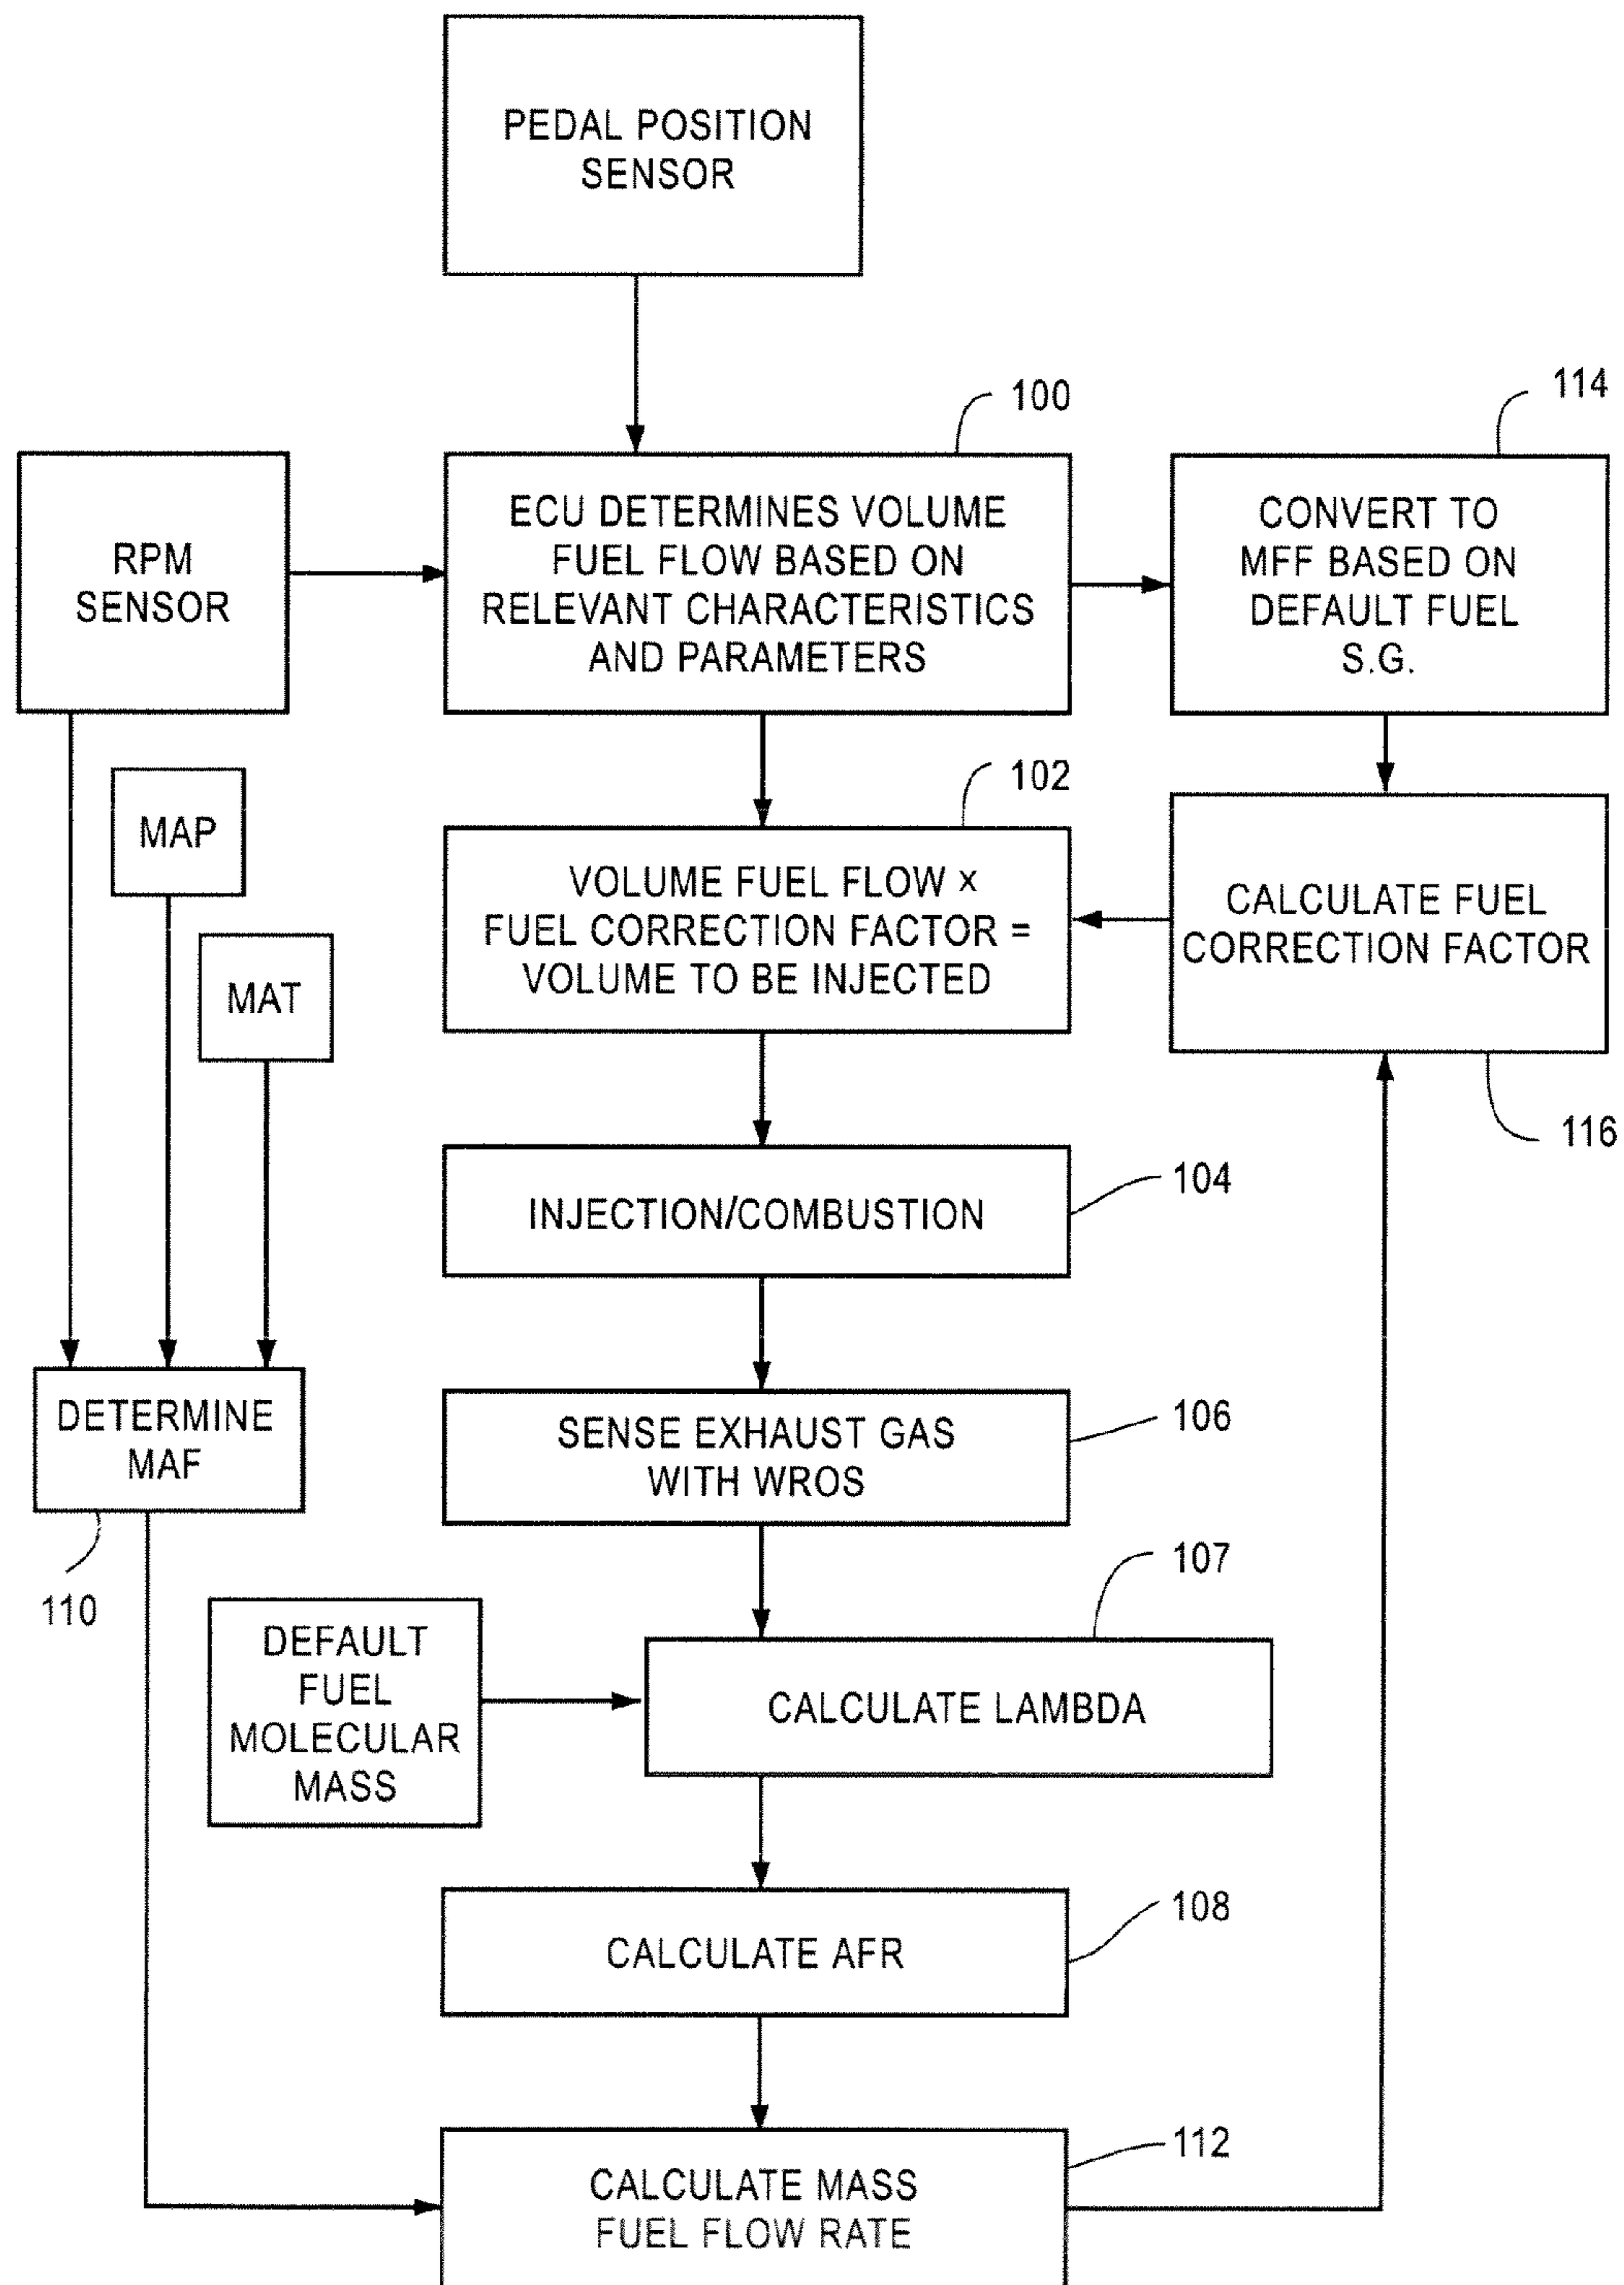 PEDAL POSITION
SENSOR
100
114
RPM
SENSOR
ECU DETERMINES VOLUME
FUEL FLOW BASED ON
RELEVANT CHARACTERISTICS
AND PARAMETERS
CONVERT TO
MFF BASED ON
DEFAULT FUEL
S.G.
102
MAP
VOLUME FUEL FLOW x
FUEL CORRECTION FACTOR =
VOLUME TO BE INJECTED
CALCULATE FUEL
CORRECTION FACTOR
MAT
116
104
INJECTION/COMBUSTION
DETERMINE
MAF
106
SENSE EXHAUST GAS
WITH WROS
107
110
DEFAULT
FUEL
MOLECULAR
MASS
CALCULATE LAMBDA
108
CALCULATE AFR
112
CALCULATE MASS
FUEL FLOW RATE